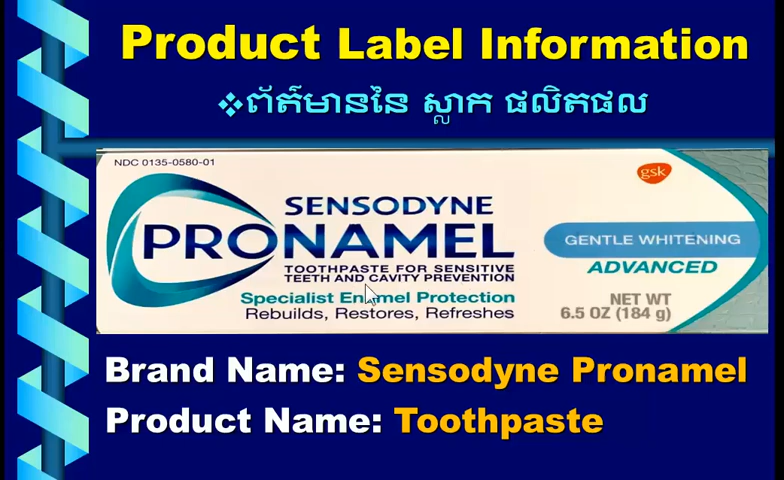 Product Label Information
❖ព័ត៌មាននៃ ស្លាក ផលិតផល
NDC 0135-0580-01
gsk
SENSODYNE
PRONAMEL
TOOTHPASTE FOR SENSITIVE
TEETH AND CAVITY PREVENTION
Specialist Enamel Protection
Rebuilds, Restores, Refreshes
GENTLE WHITENING
ADVANCED
NET WT
6.5 OZ (184 g)
Brand Name: Sensodyne Pronamel
Product Name: Toothpaste